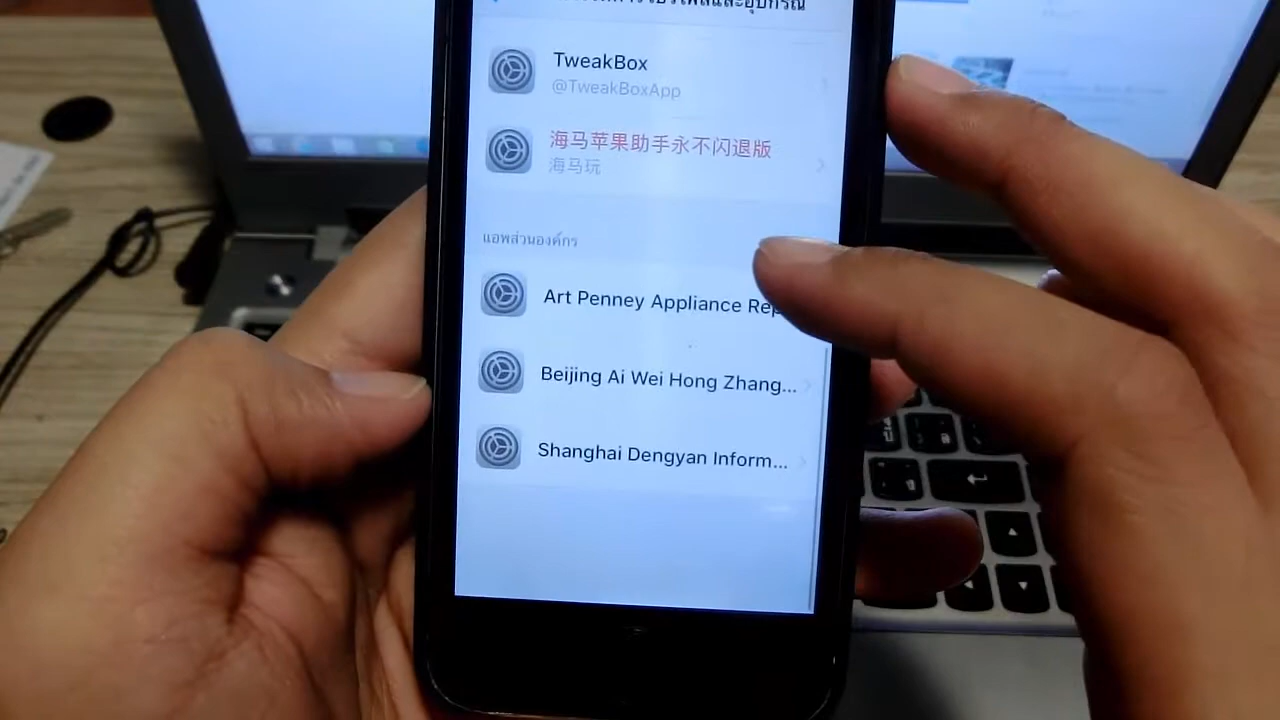 TweakBox
@TweakBoxApp
海马苹果助手永不闪退版
海马玩
แอพส่วนองค์กร
Art Penney Appliance Rep
Beijing Ai Wei Hong Zhang...
Shanghai Dengyan Inform...